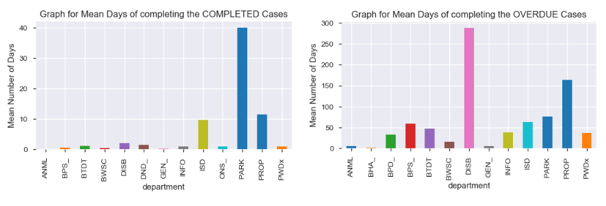 Graph for Mean Days of completing the COMPLETED Cases
Mean Number of Days
40
30
20
10
0
ANML
BPS_
BTDT
BWSC
DISB
DND_
GEN_
INFO
ISD
ONS_
PARK
PROP
PWDx
department
Graph for Mean Days of completing the OVERDUE Cases
Mean Number of Days
300
250
200
150
100
50
0
ANML
BHA_
BPD_
BPS_
BTDT
BWSC
DISB
GEN_
INFO
ISD
PARK
PROP
PWDx
department